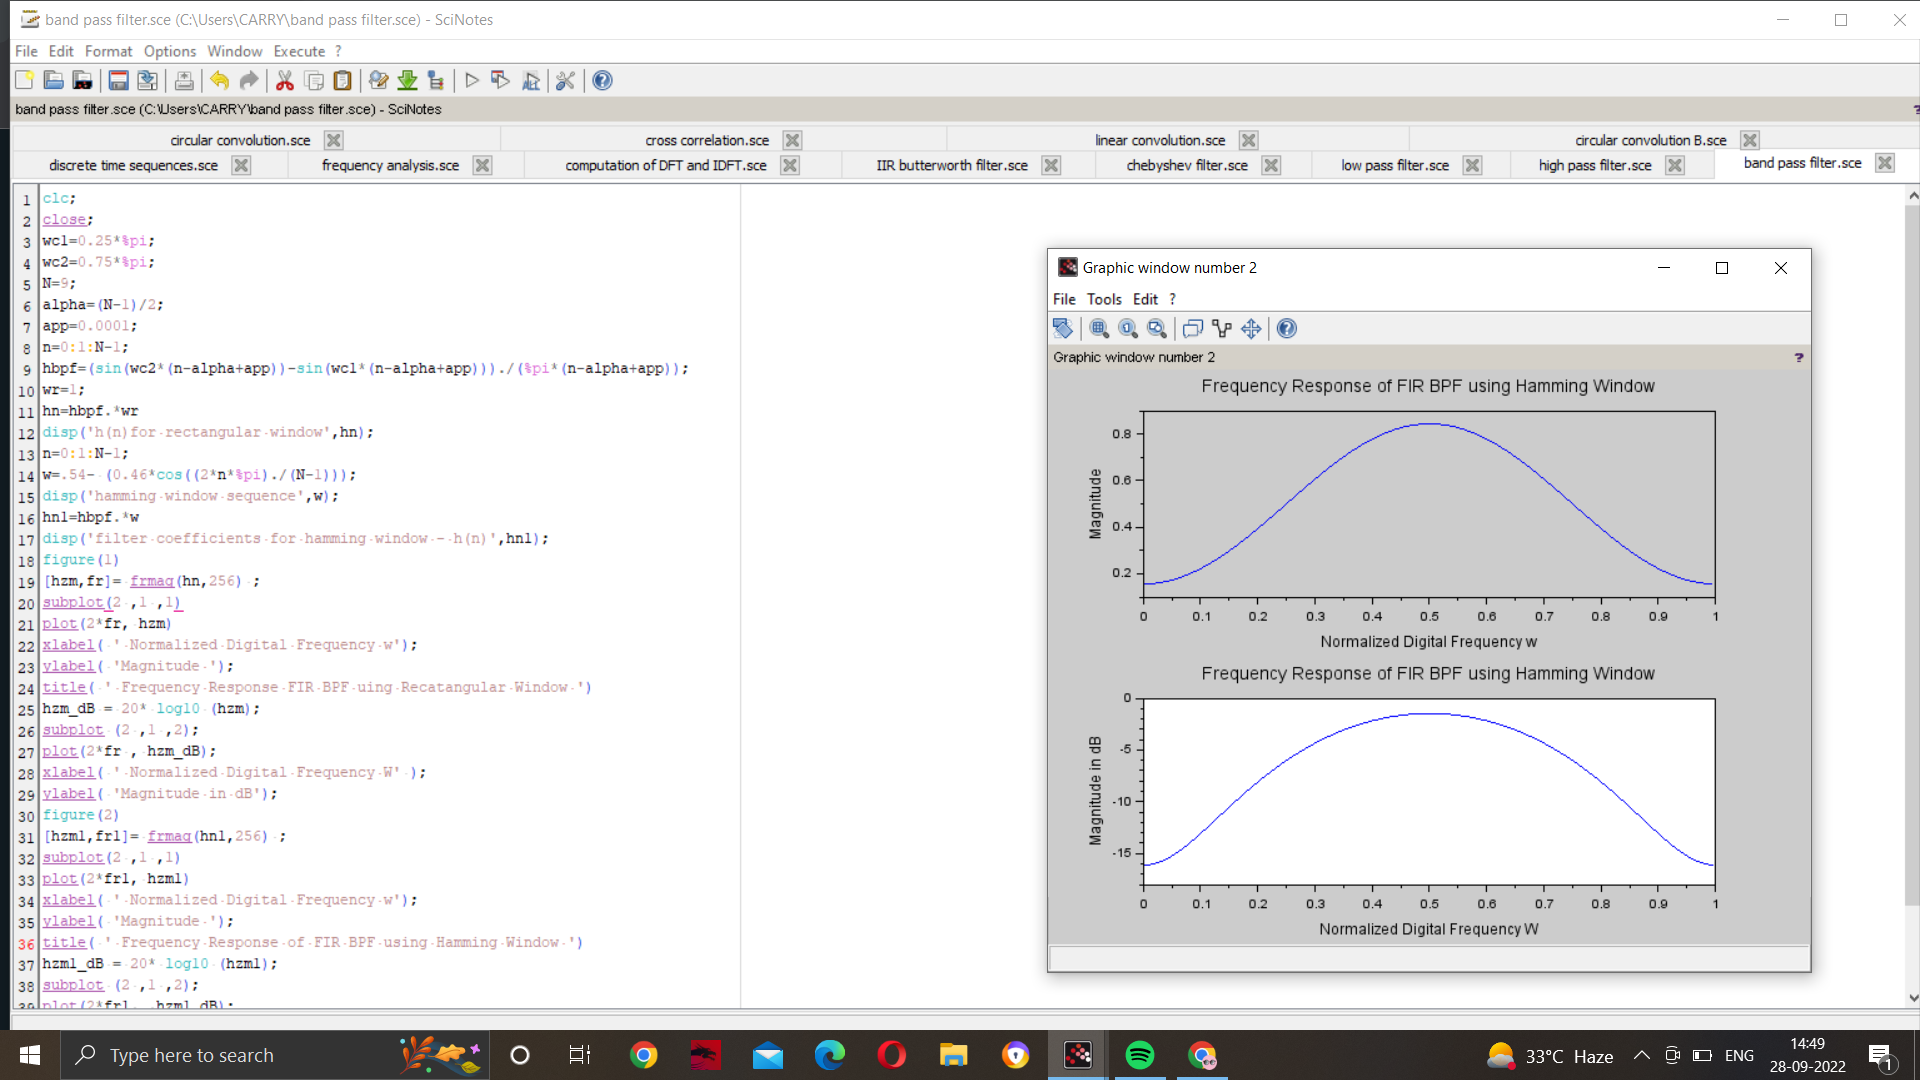 band pass filter.sce (C:\Users\CARRY\band pass filter.sce) - SciNotes
File Edit Format Options Window Execute ?
band pass filter.sce (C:\Users\CARRY\band pass filter.sce) - SciNotes
?
circular convolution.sce cross correlation.sce linear convolution.sce circular convolution B.sce
discrete time sequences.sce frequency analysis.sce computation of DFT and IDFT.sce IIR butterworth filter.sce chebyshev filter.sce low pass filter.sce high pass filter.sce band pass filter.sce
1 clc;
2 close;
3 wc1=0.25*%pi;
4 wc2=0.75*%pi;
5 N=9;
6 alpha=(N-1)/2;
7 app=0.0001;
8 n=0:1:N-1;
9 hbpf=(sin(wc2*(n-alpha+app))-sin(wc1*(n-alpha+app)))./(%pi*(n-alpha+app));
10 wr=1;
11 hn=hbpf.*wr
12 disp('h(n)for rectangular window',hn);
13 n=0:1:N-1;
14 w=.54- (0.46*cos((2*n*%pi)./(N-1)));
15 disp('hamming window sequence',w);
16 hn1=hbpf.*w
17 disp('filter coefficients for hamming window - h(n)',hn1);
18 figure(1)
19 [hzm,fr]= frmag(hn,256) ;
20 subplot(2 ,1 ,1)
21 plot(2*fr, hzm)
22 xlabel( ' Normalized Digital Frequency w');
23 ylabel( 'Magnitude ');
24 title( ' Frequency Response FIR BPF uing Recatangular Window ')
25 hzm_dB = 20* log10 (hzm);
26 subplot (2 ,1 ,2);
27 plot(2*fr , hzm_dB);
28 xlabel( ' Normalized Digital Frequency W' );
29 ylabel( 'Magnitude in dB');
30 figure(2)
31 [hzm1,fr1]= frmag(hn1,256) ;
32 subplot(2 ,1 ,1)
33 plot(2*fr1, hzm1)
34 xlabel( ' Normalized Digital Frequency w');
35 ylabel( 'Magnitude ');
36 title( ' Frequency Response of FIR BPF using Hamming Window ')
37 hzm1_dB = 20* log10 (hzm1);
38 subplot (2 ,1 ,2);
39 plot(2*fr1, hzm1_dB);
Graphic window number 2
File Tools Edit ?
Graphic window number 2
?
Frequency Response of FIR BPF using Hamming Window
Magnitude
0.8
0.6
0.4
0.2
0 0.1 0.2 0.3 0.4 0.5 0.6 0.7 0.8 0.9 1
Normalized Digital Frequency w
Frequency Response of FIR BPF using Hamming Window
Magnitude in dB
0
-5
-10
-15
0 0.1 0.2 0.3 0.4 0.5 0.6 0.7 0.8 0.9 1
Normalized Digital Frequency W
Type here to search
33°C Haze
ENG
14:49
28-09-2022
1